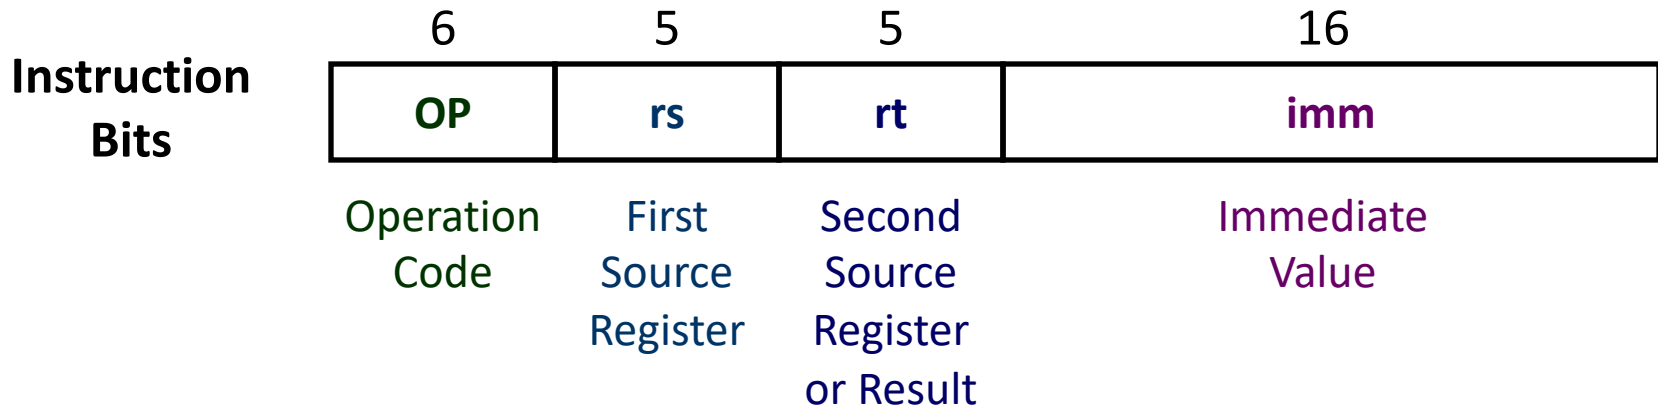 6 5 5 16
Instruction
Bits
OP rs rt imm
Operation
Code
First
Source
Register
Second
Source
Register
or Result
Immediate
Value